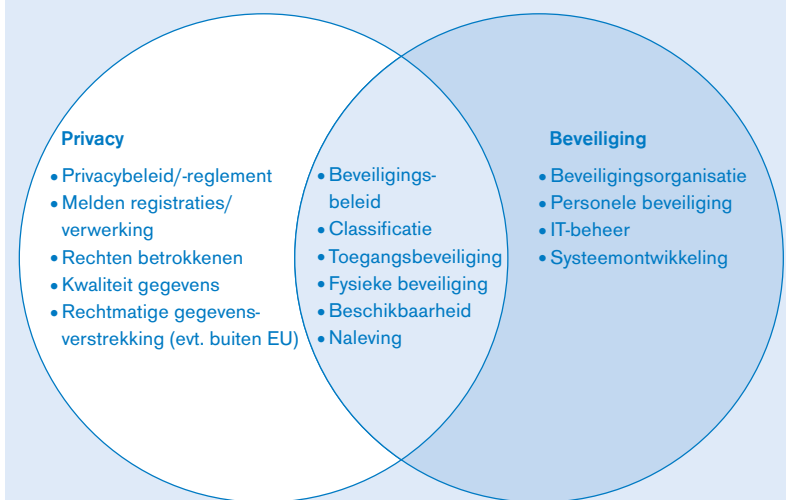 Privacy
• Privacybeleid/-reglement
• Melden registraties/
verwerking
• Rechten betrokkenen
• Kwaliteit gegevens
• Rechtmatige gegevens-
verstrekking (evt. buiten EU)
• Beveiligings-
beleid
• Classificatie
• Toegangsbeveiliging
• Fysieke beveiliging
• Beschikbaarheid
• Naleving
Beveiliging
• Beveiligingsorganisatie
• Personele beveiliging
• IT-beheer
• Systeemontwikkeling